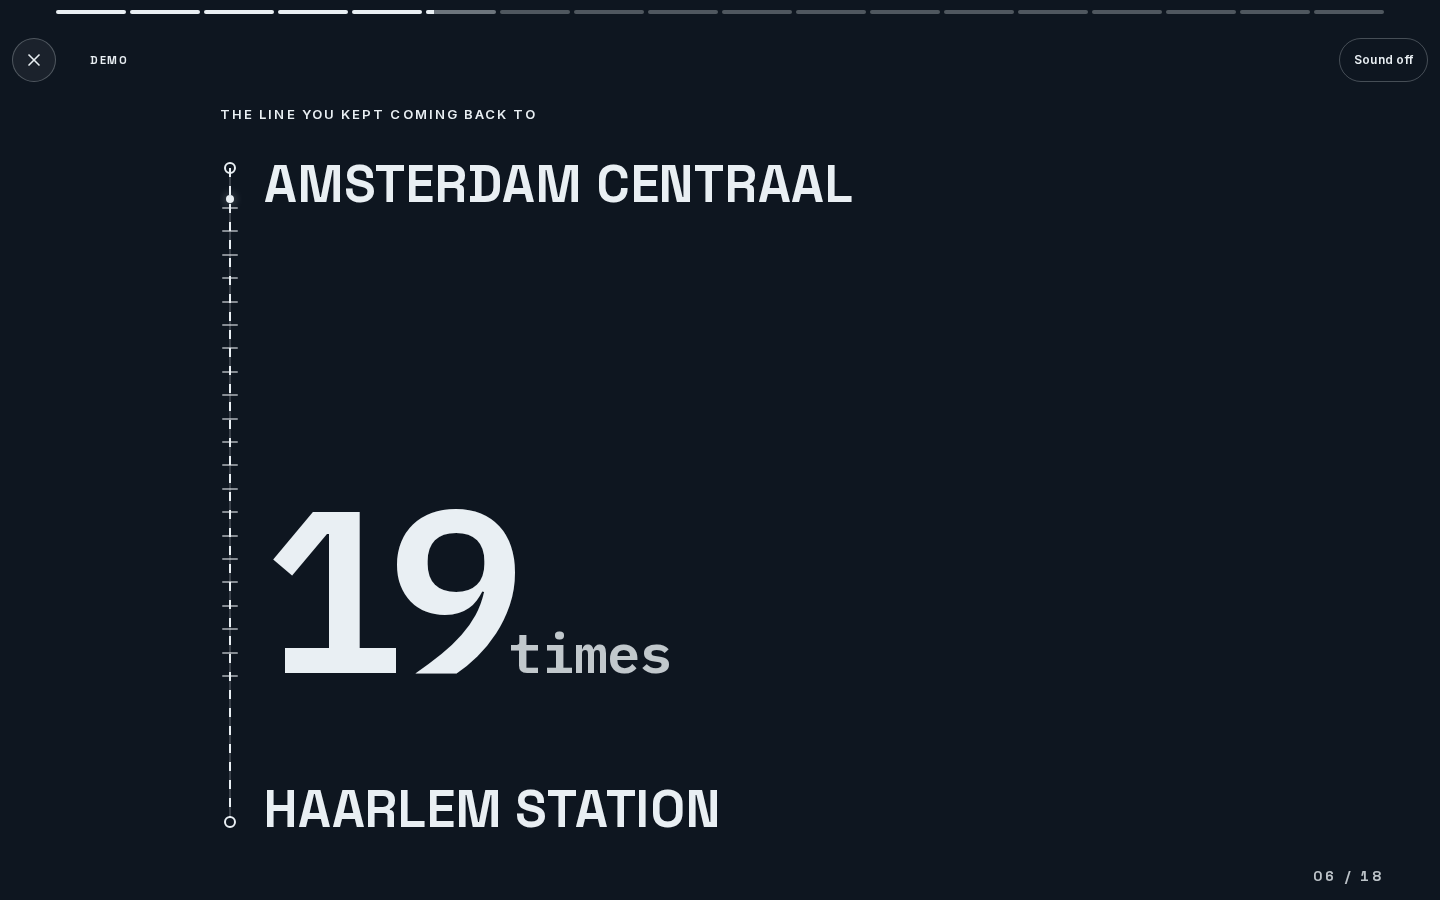 DEMO
Sound off
THE LINE YOU KEPT COMING BACK TO
AMSTERDAM CENTRAAL
19 times
HAARLEM STATION
06 / 18